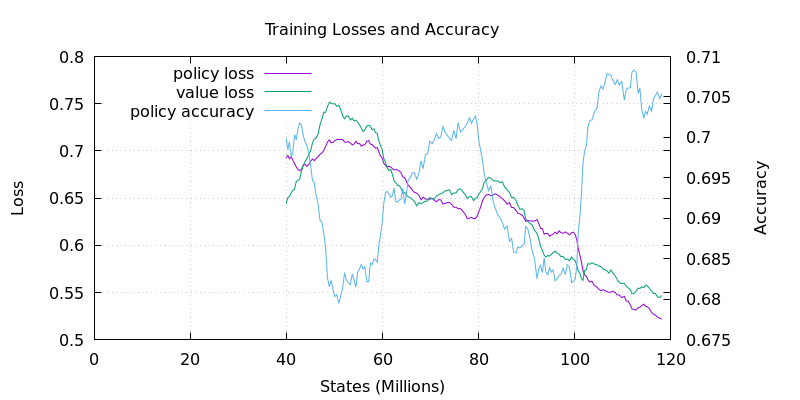 Training Losses and Accuracy
policy loss
value loss
policy accuracy
0.8
0.75
0.7
0.65
0.6
0.55
0.5
Loss
0.71
0.705
0.7
0.695
0.69
0.685
0.68
0.675
Accuracy
0 20 40 60 80 100 120
States (Millions)